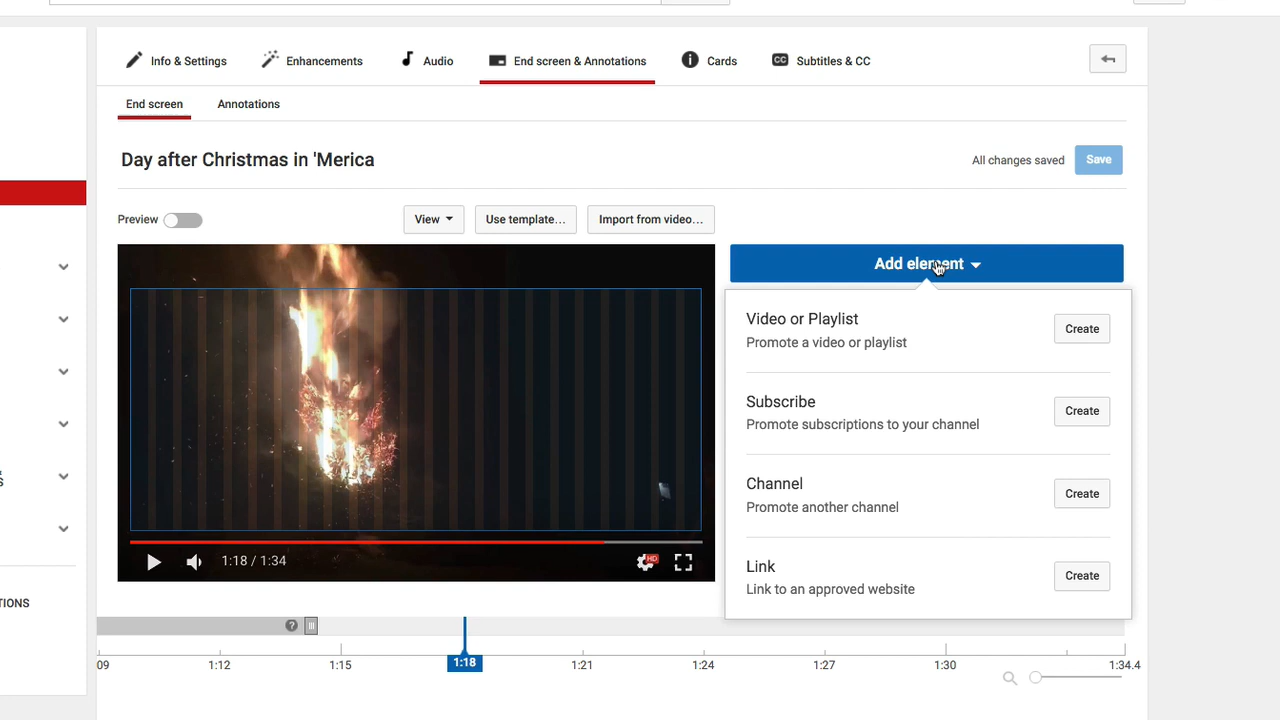 Info & Settings
Enhancements
Audio
End screen & Annotations
Cards
CC
Subtitles & CC
End screen
Annotations
Day after Christmas in 'Merica
All changes saved
Save
Preview
View
Use template...
Import from video...
Add element
Video or Playlist
Promote a video or playlist
Create
Subscribe
Promote subscriptions to your channel
Create
Channel
Promote another channel
Create
Link
Link to an approved website
Create
1:18 / 1:34
HD
TIONS
?
09
1:12
1:15
1:18
1:21
1:24
1:27
1:30
1:34.4